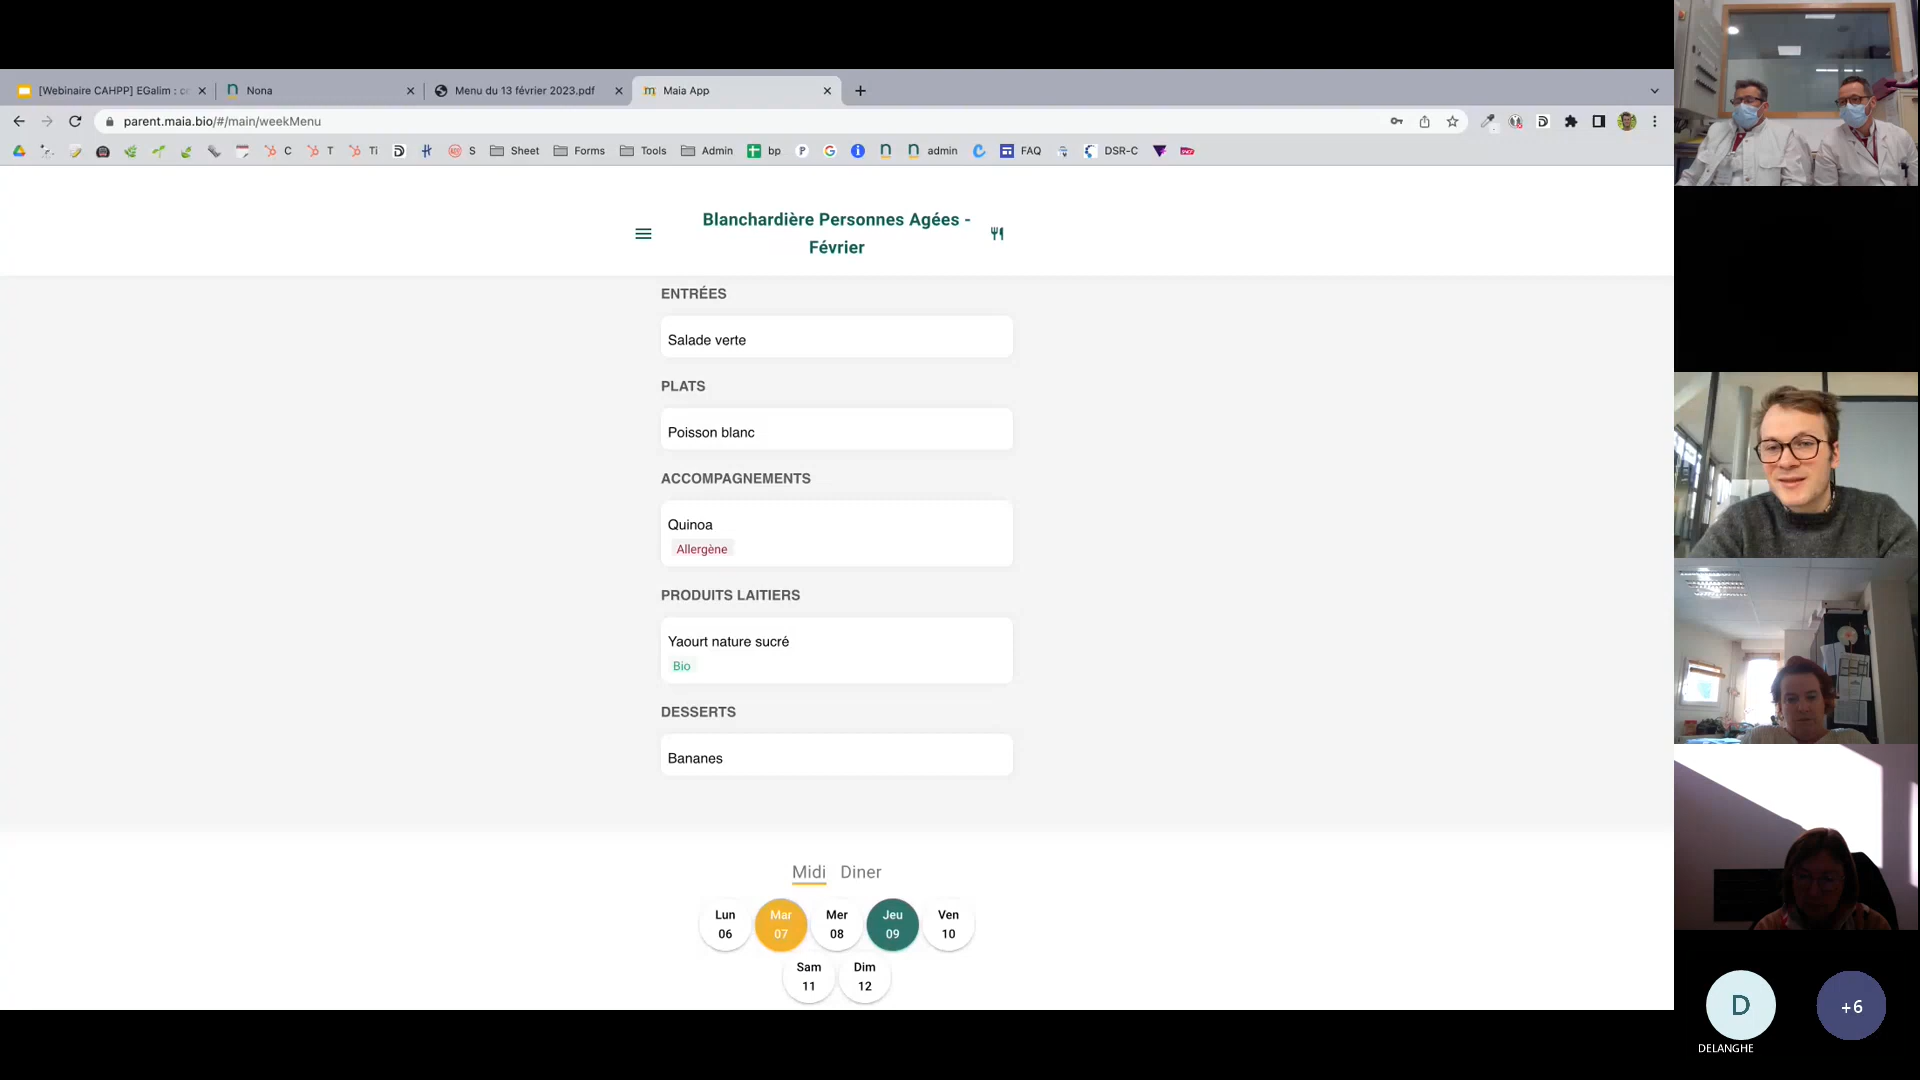 [Webinaire CAHPP] EGalim : c
Nona
Menu du 13 février 2023.pdf
Maia App
parent.maia.bio/#/main/weekMenu
C
T
Ti
S
Sheet
Forms
Tools
Admin
bp
admin
FAQ
DSR-C
Blanchardière Personnes Agées -
Février
ENTRÉES
Salade verte
PLATS
Poisson blanc
ACCOMPAGNEMENTS
Quinoa
Allergène
PRODUITS LAITIERS
Yaourt nature sucré
Bio
DESSERTS
Bananes
Midi Diner
Lun Mar Mer Jeu Ven
06 07 08 09 10
Sam Dim
11 12
D
+6
DELANGHE